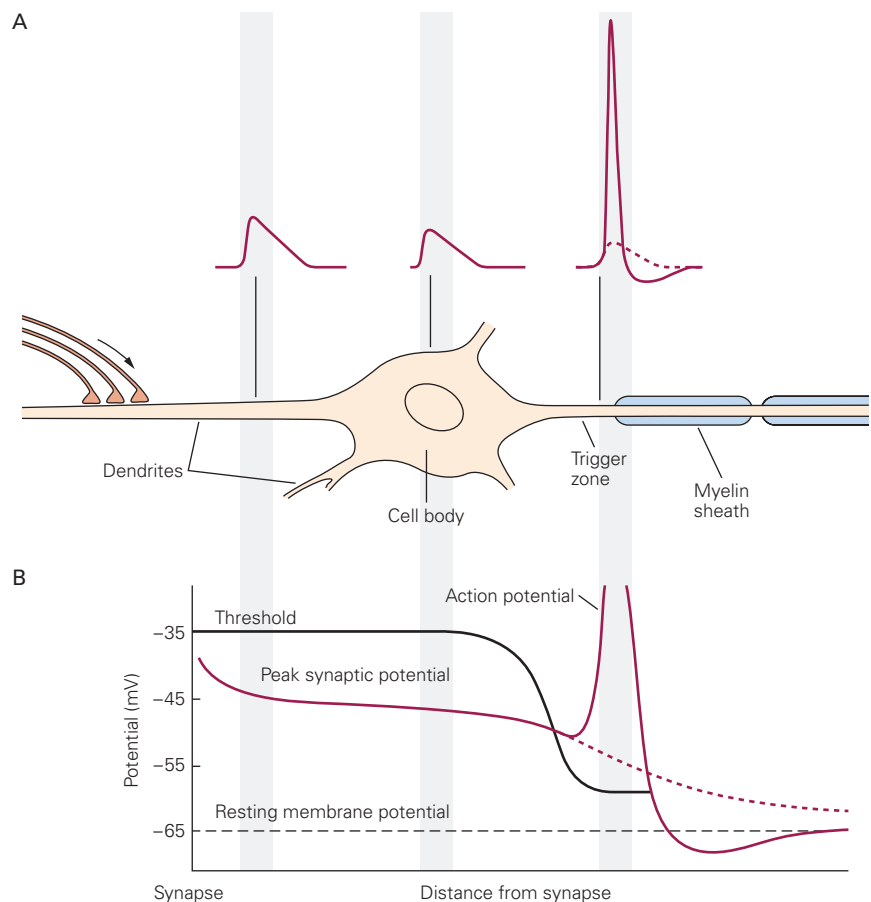 A
Dendrites
Cell body
Trigger
zone
Myelin
sheath
B
Action potential
Threshold
Peak synaptic potential
Resting membrane potential
Potential (mV)
−35
−45
−55
−65
Synapse
Distance from synapse